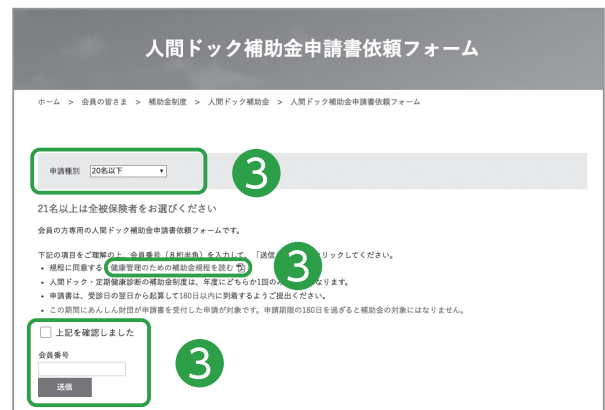 人間ドック補助金申請書依頼フォーム
ホーム > 会員の皆さま > 補助金制度 > 人間ドック補助金 > 人間ドック補助金申請書依頼フォーム
申請種別 20名以下 ▼
3
21名以上は全被保険者をお選びください
会員の方専用の人間ドック補助金申請書依頼フォームです。
下記の項目をご理解の上、会員番号(8桁半角)を入力して、「送信 リックしてください。
• 規程に同意する(健康管理のための補助金規程を読む
3
• 人間ドック・定期健康診断の補助金制度は、年度にどちらか1回の なります。
• 申請書は、受診日の翌日から起算して180日以内に到着するようご提出ください。
• この期間にあんしん財団が申請書を受付した申請が対象です。申請期限の180日を過ぎると補助金の対象にはなりません。
上記を確認しました
会員番号
3
送信